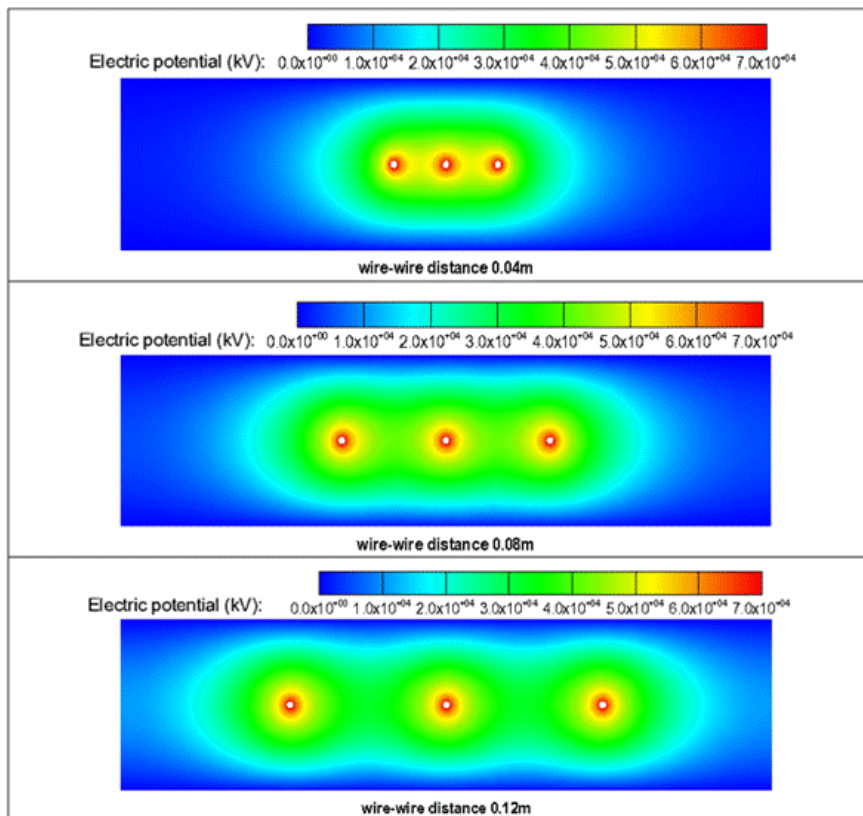 Electric potential (kV): 0.0x10⁺⁰⁰ 1.0x10⁺⁰⁴ 2.0x10⁺⁰⁴ 3.0x10⁺⁰⁴ 4.0x10⁺⁰⁴ 5.0x10⁺⁰⁴ 6.0x10⁺⁰⁴ 7.0x10⁺⁰⁴
wire-wire distance 0.04m
Electric potential (kV): 0.0x10⁺⁰⁰ 1.0x10⁺⁰⁴ 2.0x10⁺⁰⁴ 3.0x10⁺⁰⁴ 4.0x10⁺⁰⁴ 5.0x10⁺⁰⁴ 6.0x10⁺⁰⁴ 7.0x10⁺⁰⁴
wire-wire distance 0.08m
Electric potential (kV): 0.0x10⁺⁰⁰ 1.0x10⁺⁰⁴ 2.0x10⁺⁰⁴ 3.0x10⁺⁰⁴ 4.0x10⁺⁰⁴ 5.0x10⁺⁰⁴ 6.0x10⁺⁰⁴ 7.0x10⁺⁰⁴
wire-wire distance 0.12m